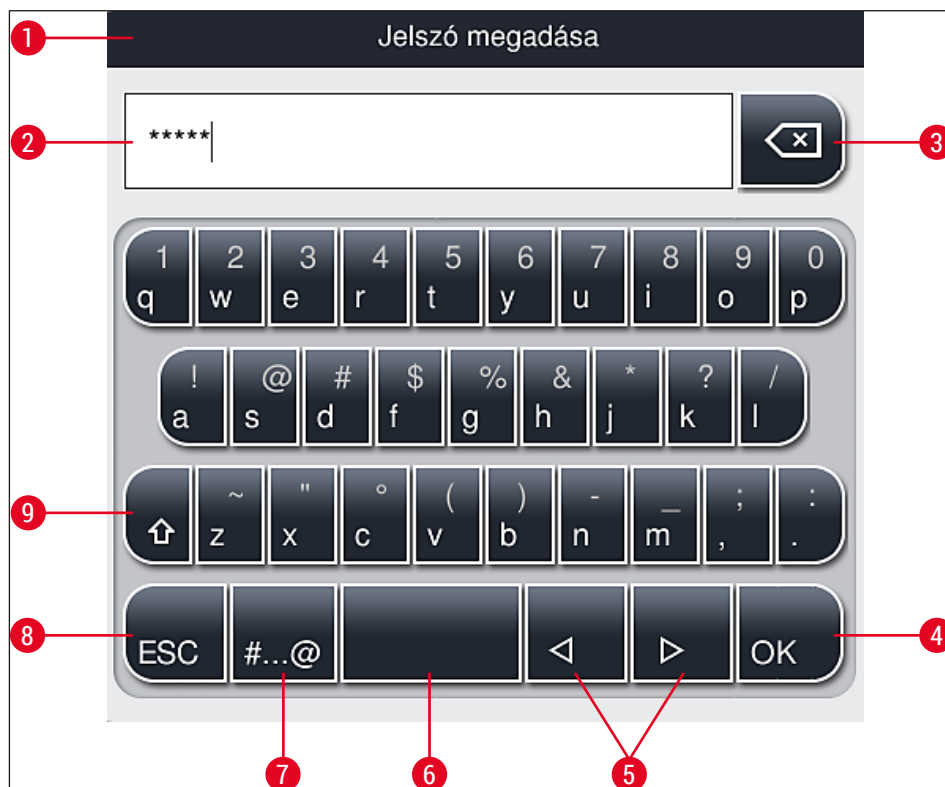 1 Jelszó megadása
2 ***** 3
1 2 3 4 5 6 7 8 9 0
q w e r t y u i o p
! @ # $ % & * ? /
a s d f g h j k l
~ " ° ( ) - _ ; :
9 z x c v b n m , .
8 ESC #...@ OK 4
7 6 5